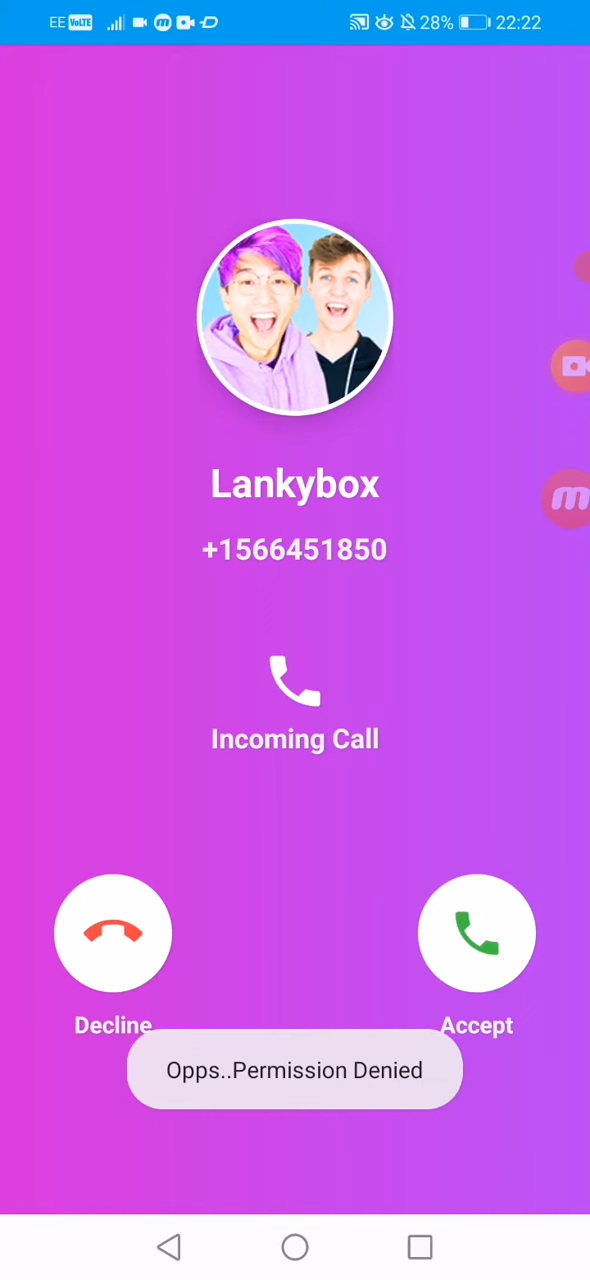 EE VoLTE 28% 22:22
Lankybox
+1566451850
Incoming Call
Decline
Accept
Opps..Permission Denied